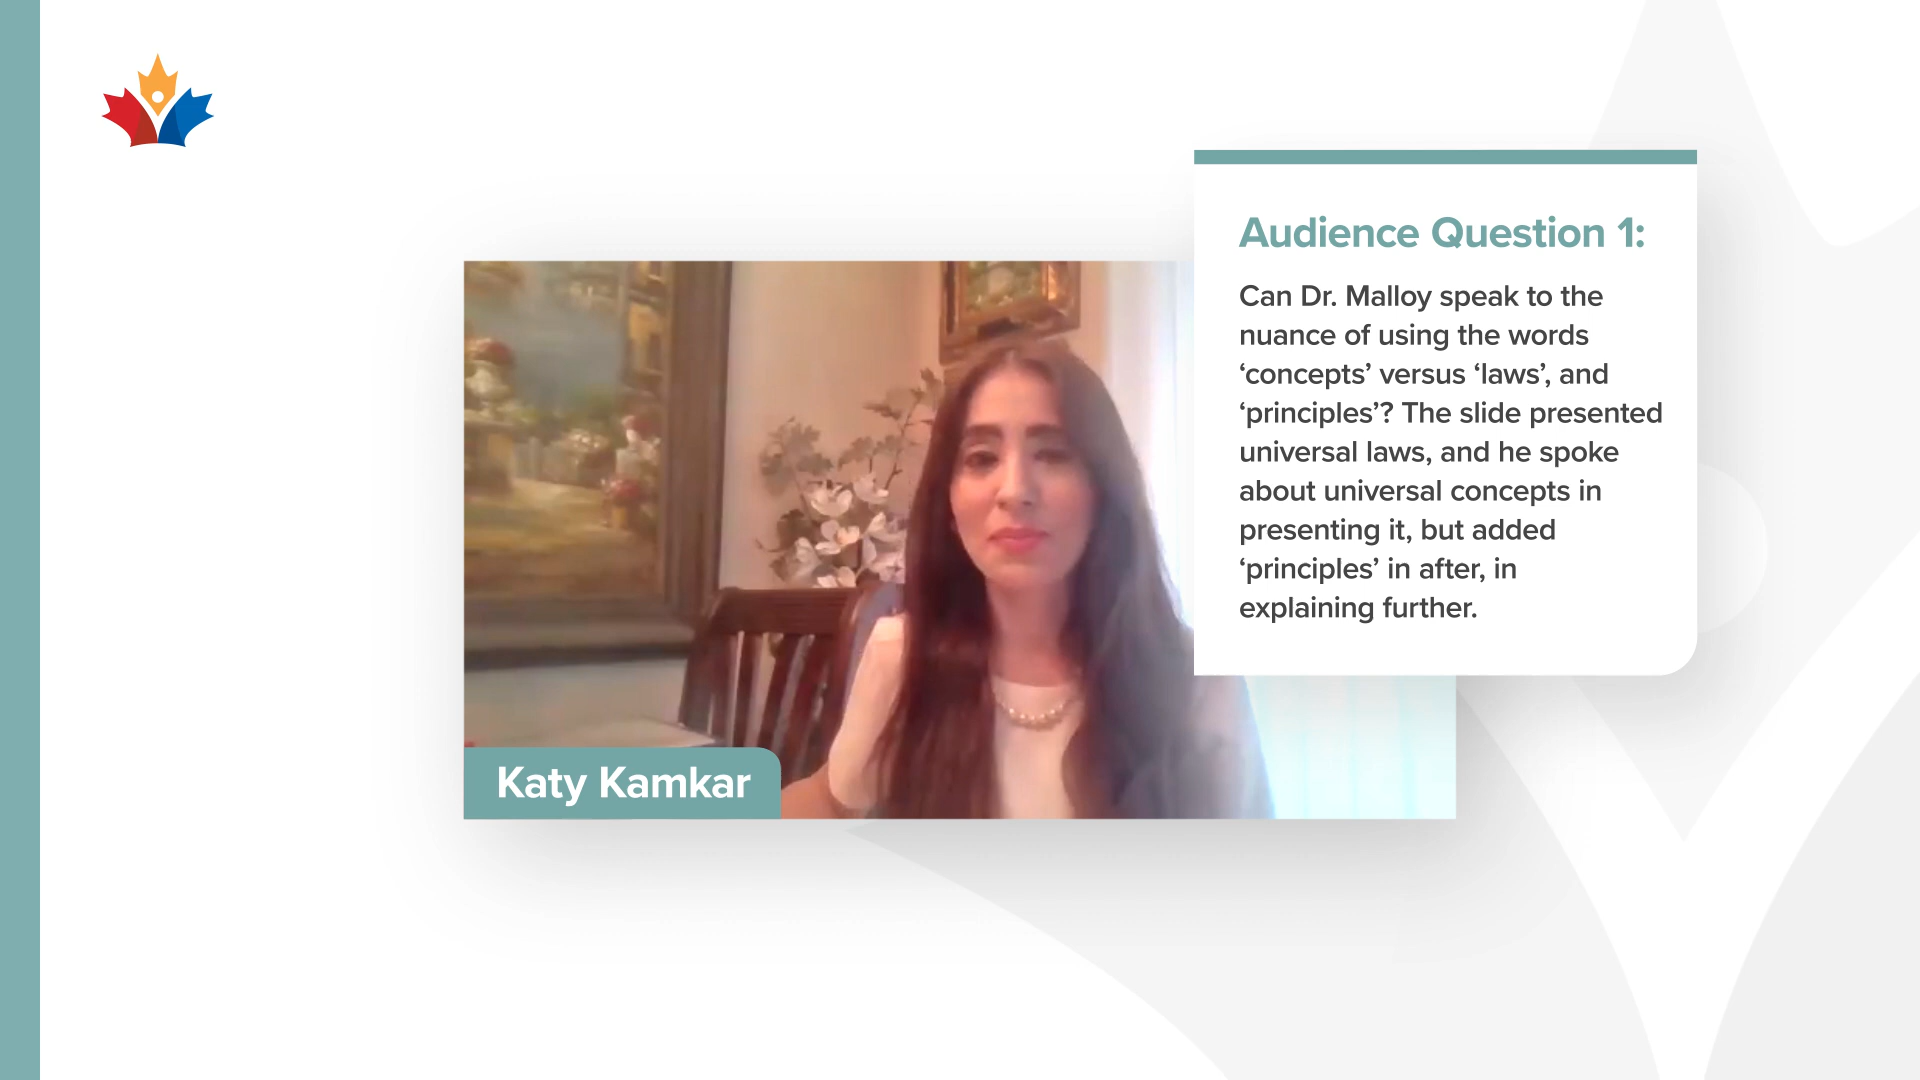 Audience Question 1:
Can Dr. Malloy speak to the
nuance of using the words
‘concepts’ versus ‘laws’, and
‘principles’? The slide presented
universal laws, and he spoke
about universal concepts in
presenting it, but added
‘principles’ in after, in
explaining further.
Katy Kamkar